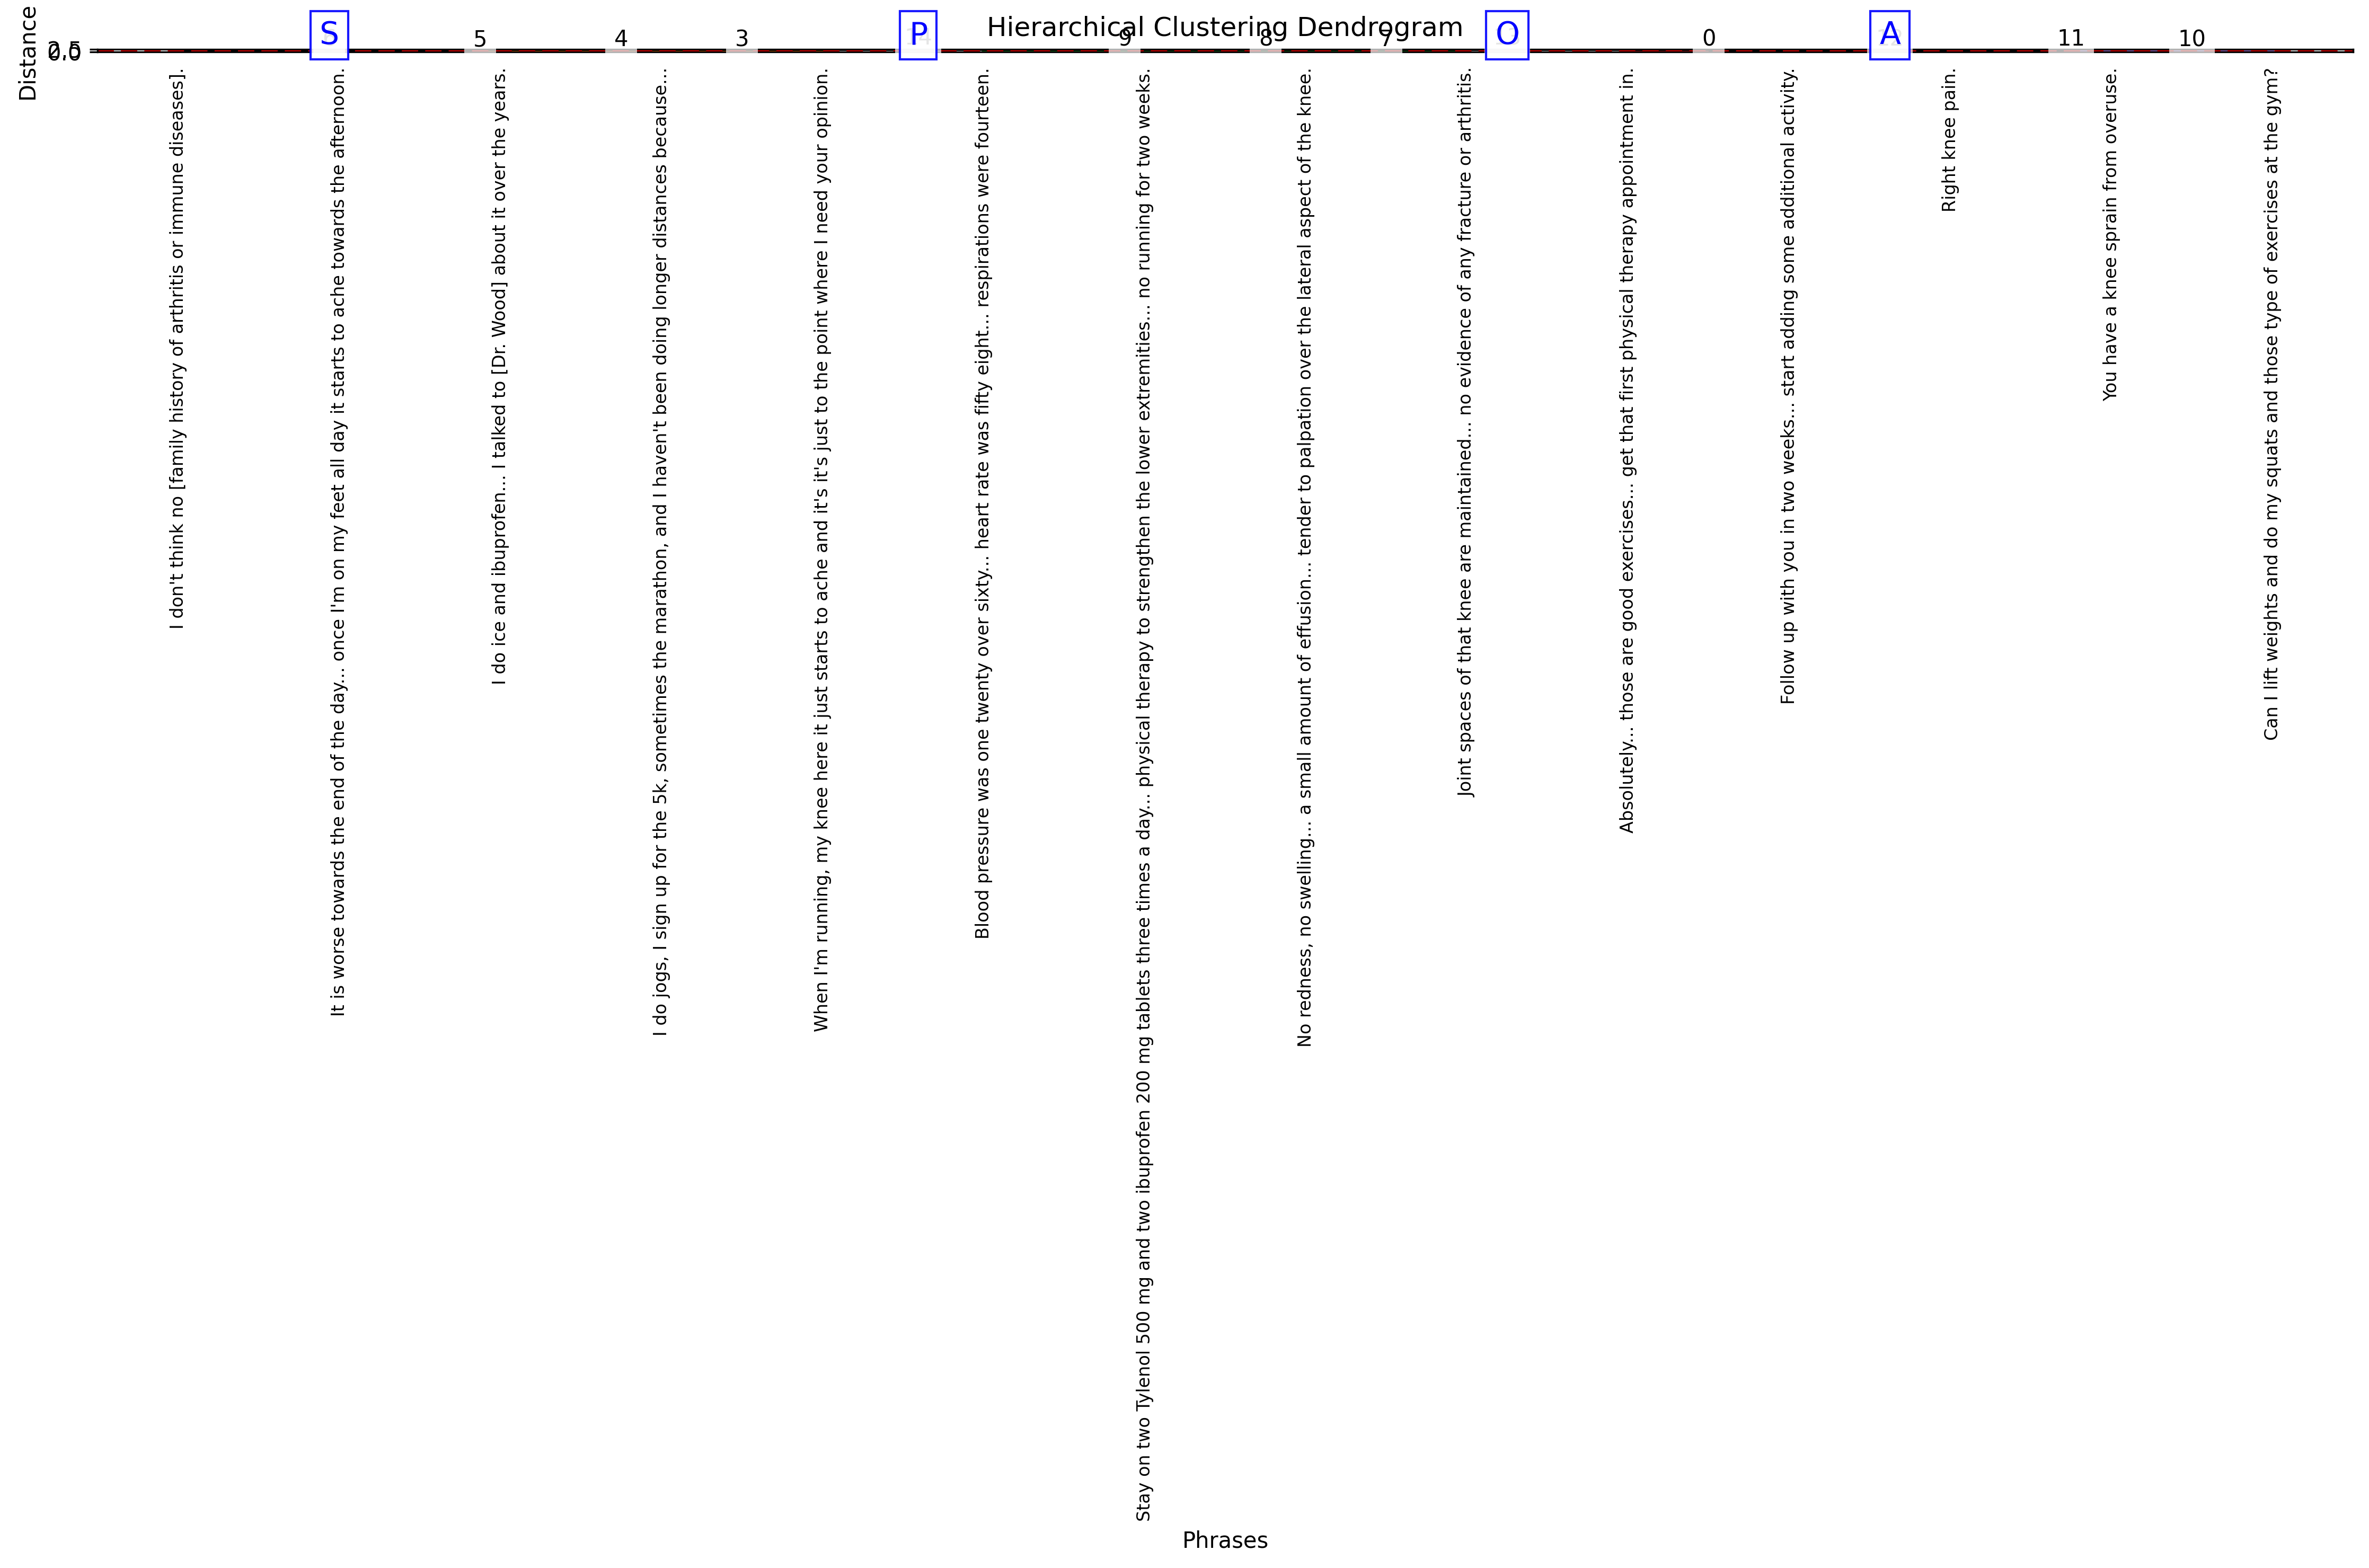 Hierarchical Clustering Dendrogram
Distance
2.5
0.0
S
5
4
3
P
9
8
7
O
0
A
11
10
I don't think no [family history of arthritis or immune diseases].
It is worse towards the end of the day... once I'm on my feet all day it starts to ache towards the afternoon.
I do ice and ibuprofen... I talked to [Dr. Wood] about it over the years.
I do jogs, I sign up for the 5k, sometimes the marathon, and I haven't been doing longer distances because...
When I'm running, my knee here it just starts to ache and it's it's just to the point where I need your opinion.
Blood pressure was one twenty over sixty... heart rate was fifty eight... respirations were fourteen.
Stay on two Tylenol 500 mg and two ibuprofen 200 mg tablets three times a day... physical therapy to strengthen the lower extremities... no running for two weeks.
No redness, no swelling... a small amount of effusion... tender to palpation over the lateral aspect of the knee.
Joint spaces of that knee are maintained... no evidence of any fracture or arthritis.
Absolutely... those are good exercises... get that first physical therapy appointment in.
Follow up with you in two weeks... start adding some additional activity.
Right knee pain.
You have a knee sprain from overuse.
Can I lift weights and do my squats and those type of exercises at the gym?
Phrases